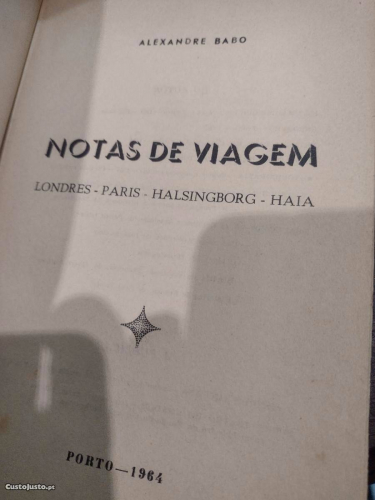 ALEXANDRE BABO
NOTAS DE VIAGEM
LONDRES - PARIS - HALSINGBORG - HAIA
PORTO—1964
CustoJusto.pt